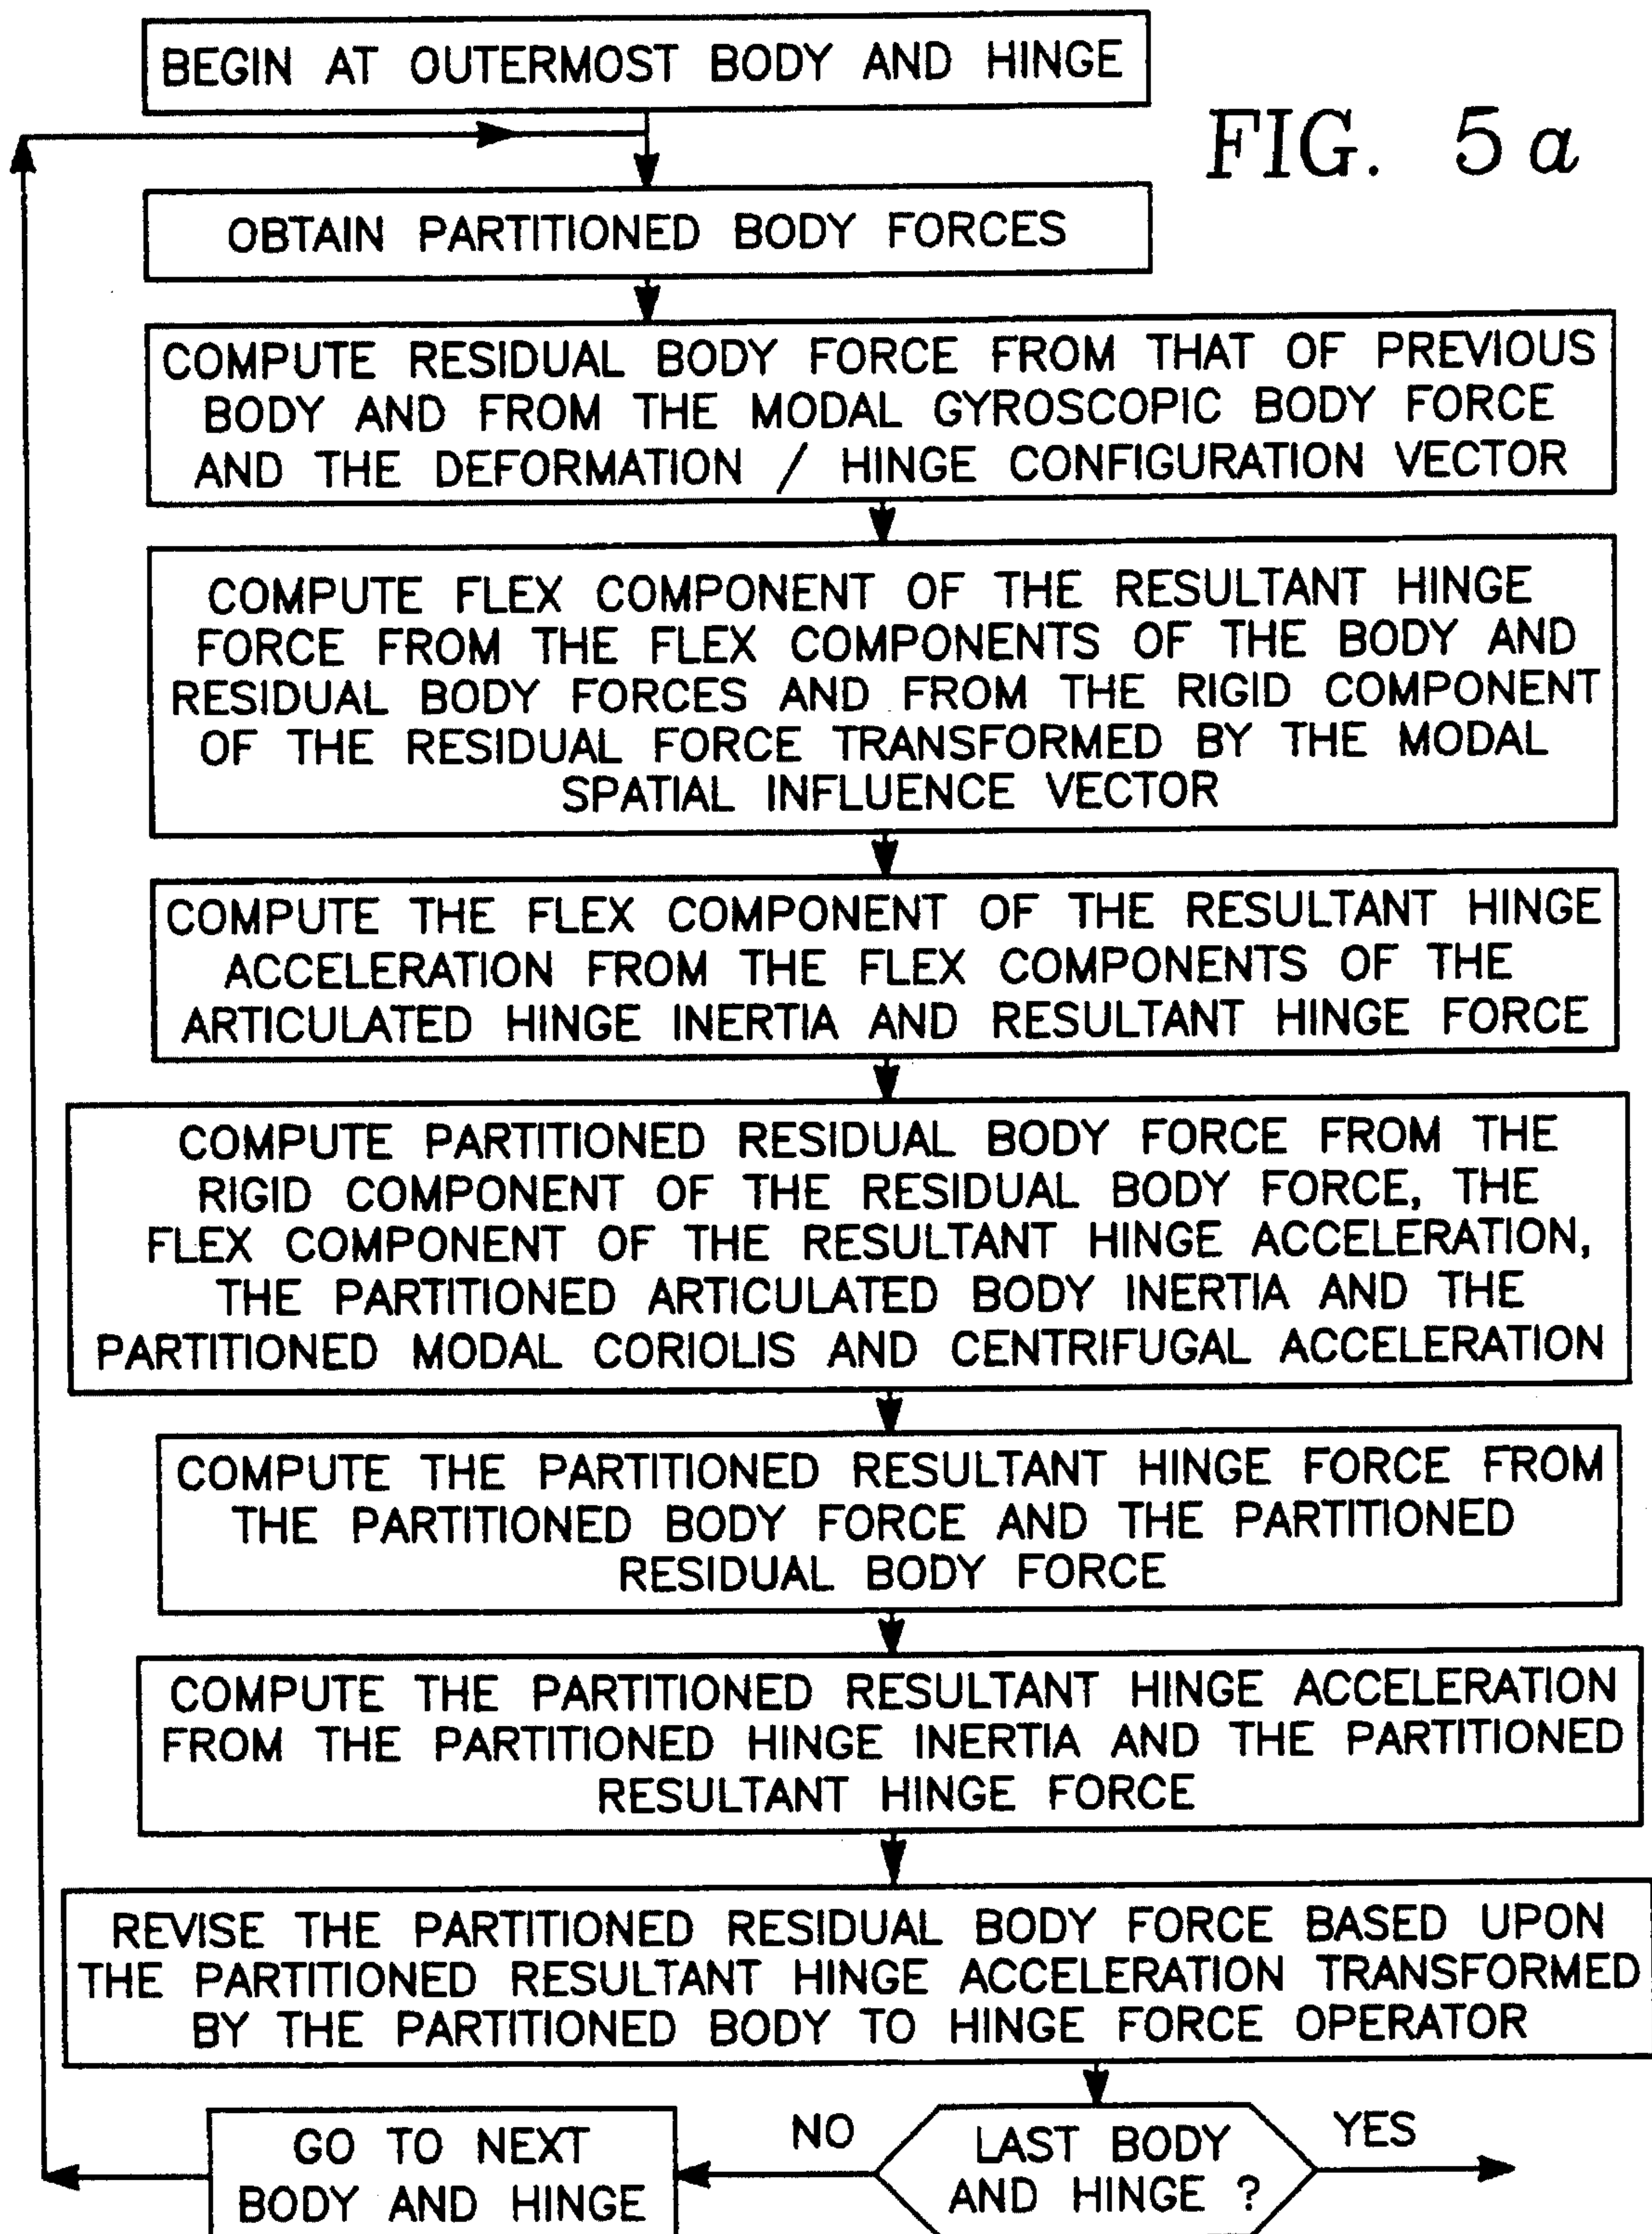 BEGIN AT OUTERMOST BODY AND HINGE
FIG. 5a
OBTAIN PARTITIONED BODY FORCES
COMPUTE RESIDUAL BODY FORCE FROM THAT OF PREVIOUS
BODY AND FROM THE MODAL GYROSCOPIC BODY FORCE
AND THE DEFORMATION / HINGE CONFIGURATION VECTOR
COMPUTE FLEX COMPONENT OF THE RESULTANT HINGE
FORCE FROM THE FLEX COMPONENTS OF THE BODY AND
RESIDUAL BODY FORCES AND FROM THE RIGID COMPONENT
OF THE RESIDUAL FORCE TRANSFORMED BY THE MODAL
SPATIAL INFLUENCE VECTOR
COMPUTE THE FLEX COMPONENT OF THE RESULTANT HINGE
ACCELERATION FROM THE FLEX COMPONENTS OF THE
ARTICULATED HINGE INERTIA AND RESULTANT HINGE FORCE
COMPUTE PARTITIONED RESIDUAL BODY FORCE FROM THE
RIGID COMPONENT OF THE RESIDUAL BODY FORCE, THE
FLEX COMPONENT OF THE RESULTANT HINGE ACCELERATION,
THE PARTITIONED ARTICULATED BODY INERTIA AND THE
PARTITIONED MODAL CORIOLIS AND CENTRIFUGAL ACCELERATION
COMPUTE THE PARTITIONED RESULTANT HINGE FORCE FROM
THE PARTITIONED BODY FORCE AND THE PARTITIONED
RESIDUAL BODY FORCE
COMPUTE THE PARTITIONED RESULTANT HINGE ACCELERATION
FROM THE PARTITIONED HINGE INERTIA AND THE PARTITIONED
RESULTANT HINGE FORCE
REVISE THE PARTITIONED RESIDUAL BODY FORCE BASED UPON
THE PARTITIONED RESULTANT HINGE ACCELERATION TRANSFORMED
BY THE PARTITIONED BODY TO HINGE FORCE OPERATOR
GO TO NEXT
BODY AND HINGE
NO
LAST BODY
AND HINGE ?
YES